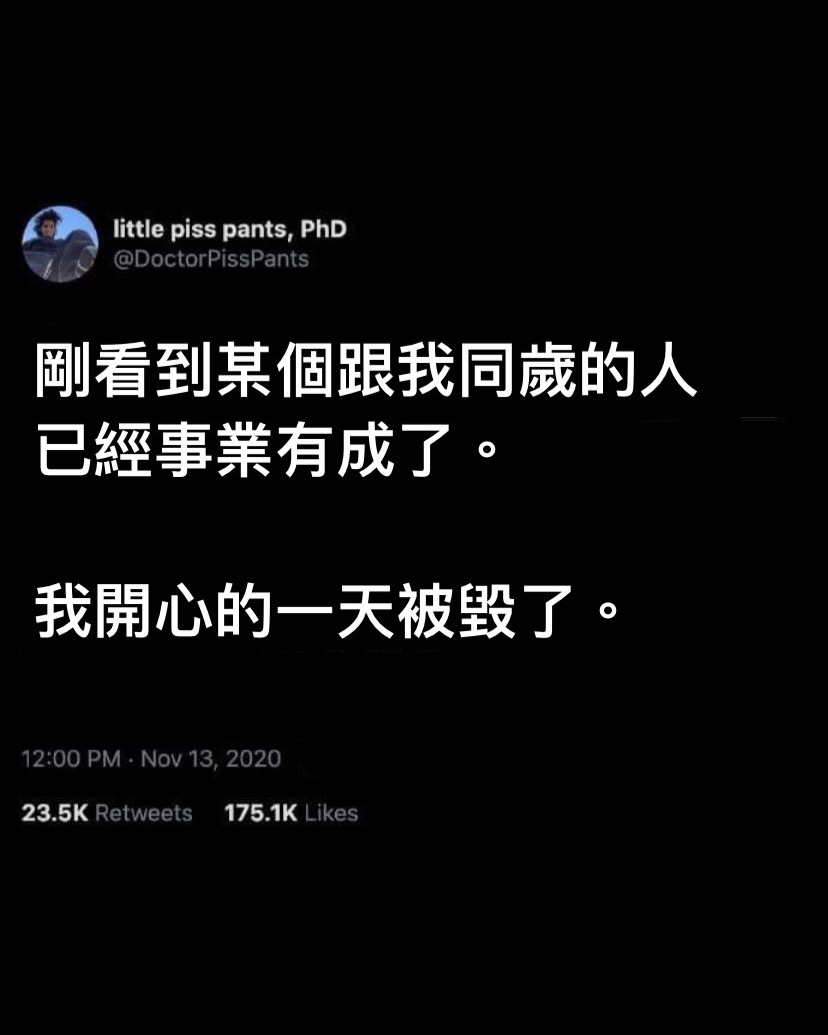 little piss pants, PhD
@DoctorPissPants
剛看到某個跟我同歲的人
已經事業有成了。
我開心的一天被毀了。
12:00 PM · Nov 13, 2020
23.5K Retweets 175.1K Likes